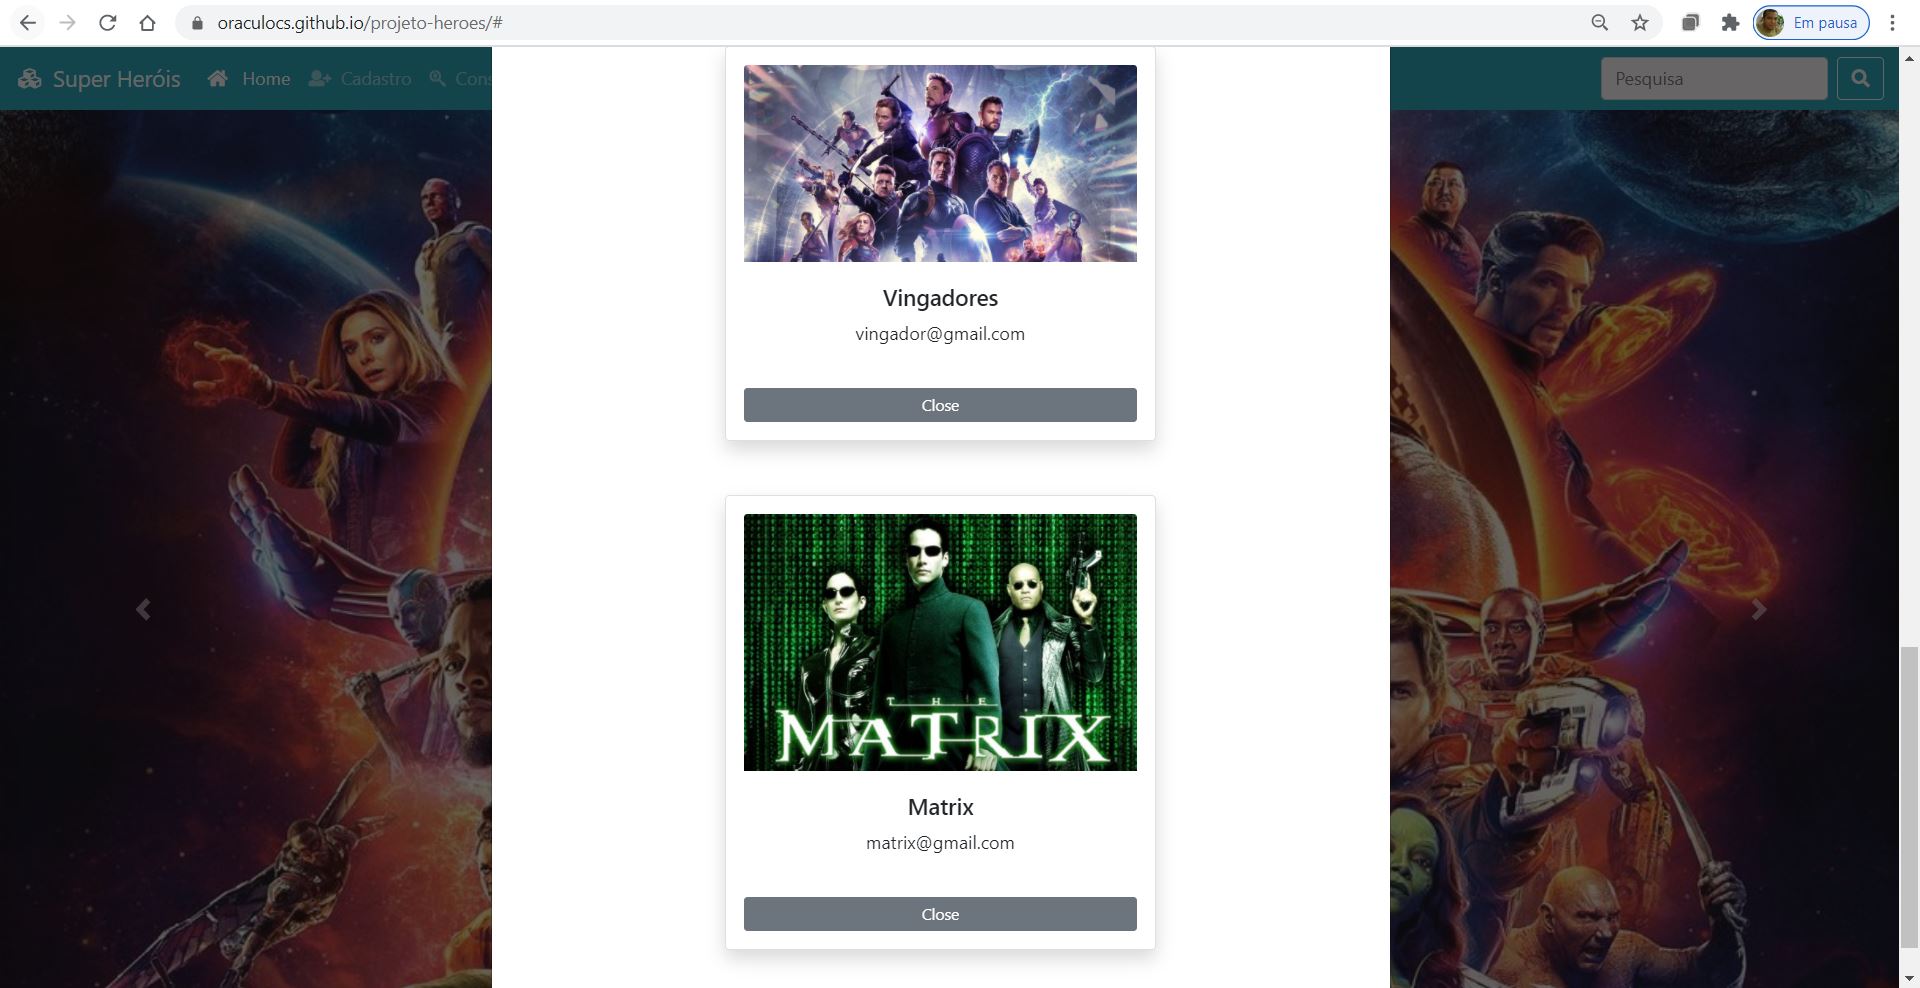 oraculocs.github.io/projeto-heroes/#
Em pausa
Super Heróis
Home
Cadastro
Cons
Pesquisa
Vingadores
vingador@gmail.com
Close
THE
MATRIX
Matrix
matrix@gmail.com
Close